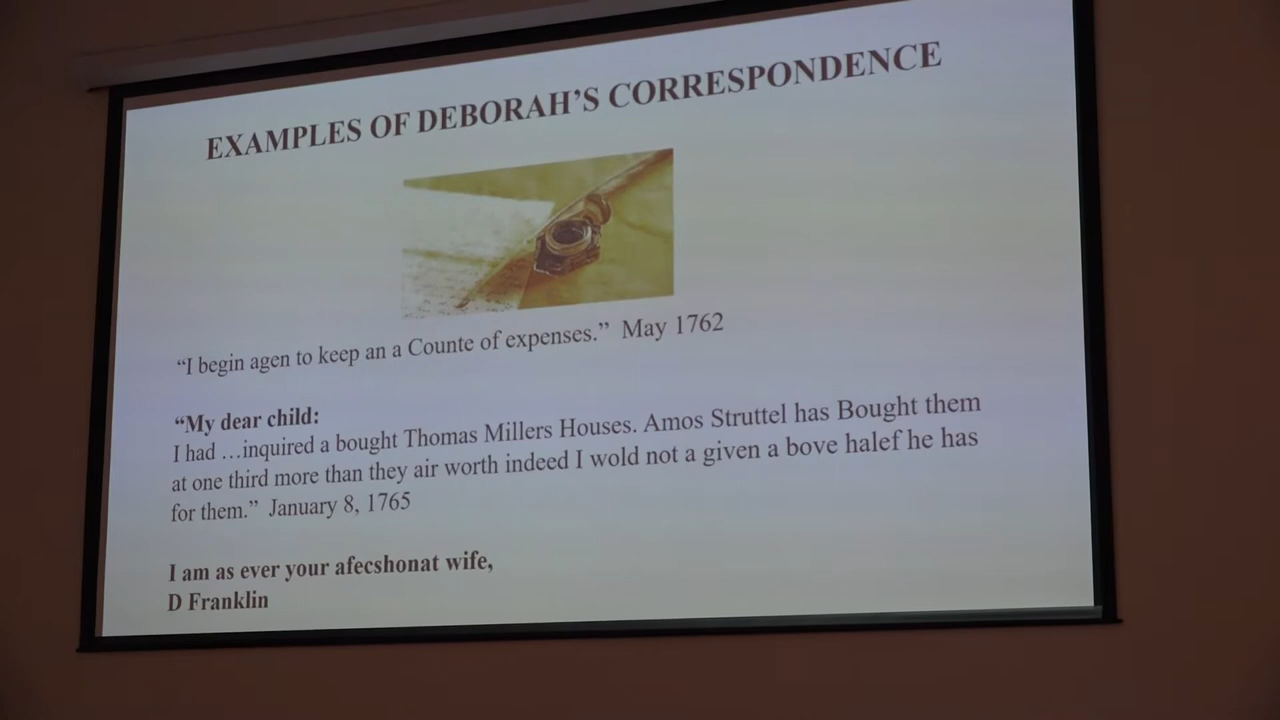 EXAMPLES OF DEBORAH'S CORRESPONDENCE
“I begin agen to keep an a Counte of expenses.” May 1762
“My dear child:
I had …inquired a bought Thomas Millers Houses. Amos Struttel has Bought them
at one third more than they air worth indeed I wold not a given a bove halef he has
for them.” January 8, 1765
I am as ever your afecshonat wife,
D Franklin